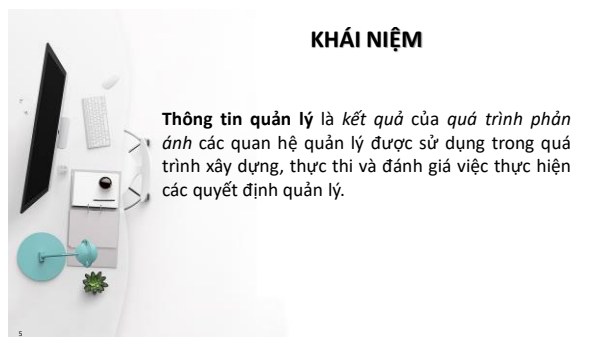 KHÁI NIỆM
Thông tin quản lý là kết quả của quá trình phản
ánh các quan hệ quản lý được sử dụng trong quá
trình xây dựng, thực thi và đánh giá việc thực hiện
các quyết định quản lý.
5